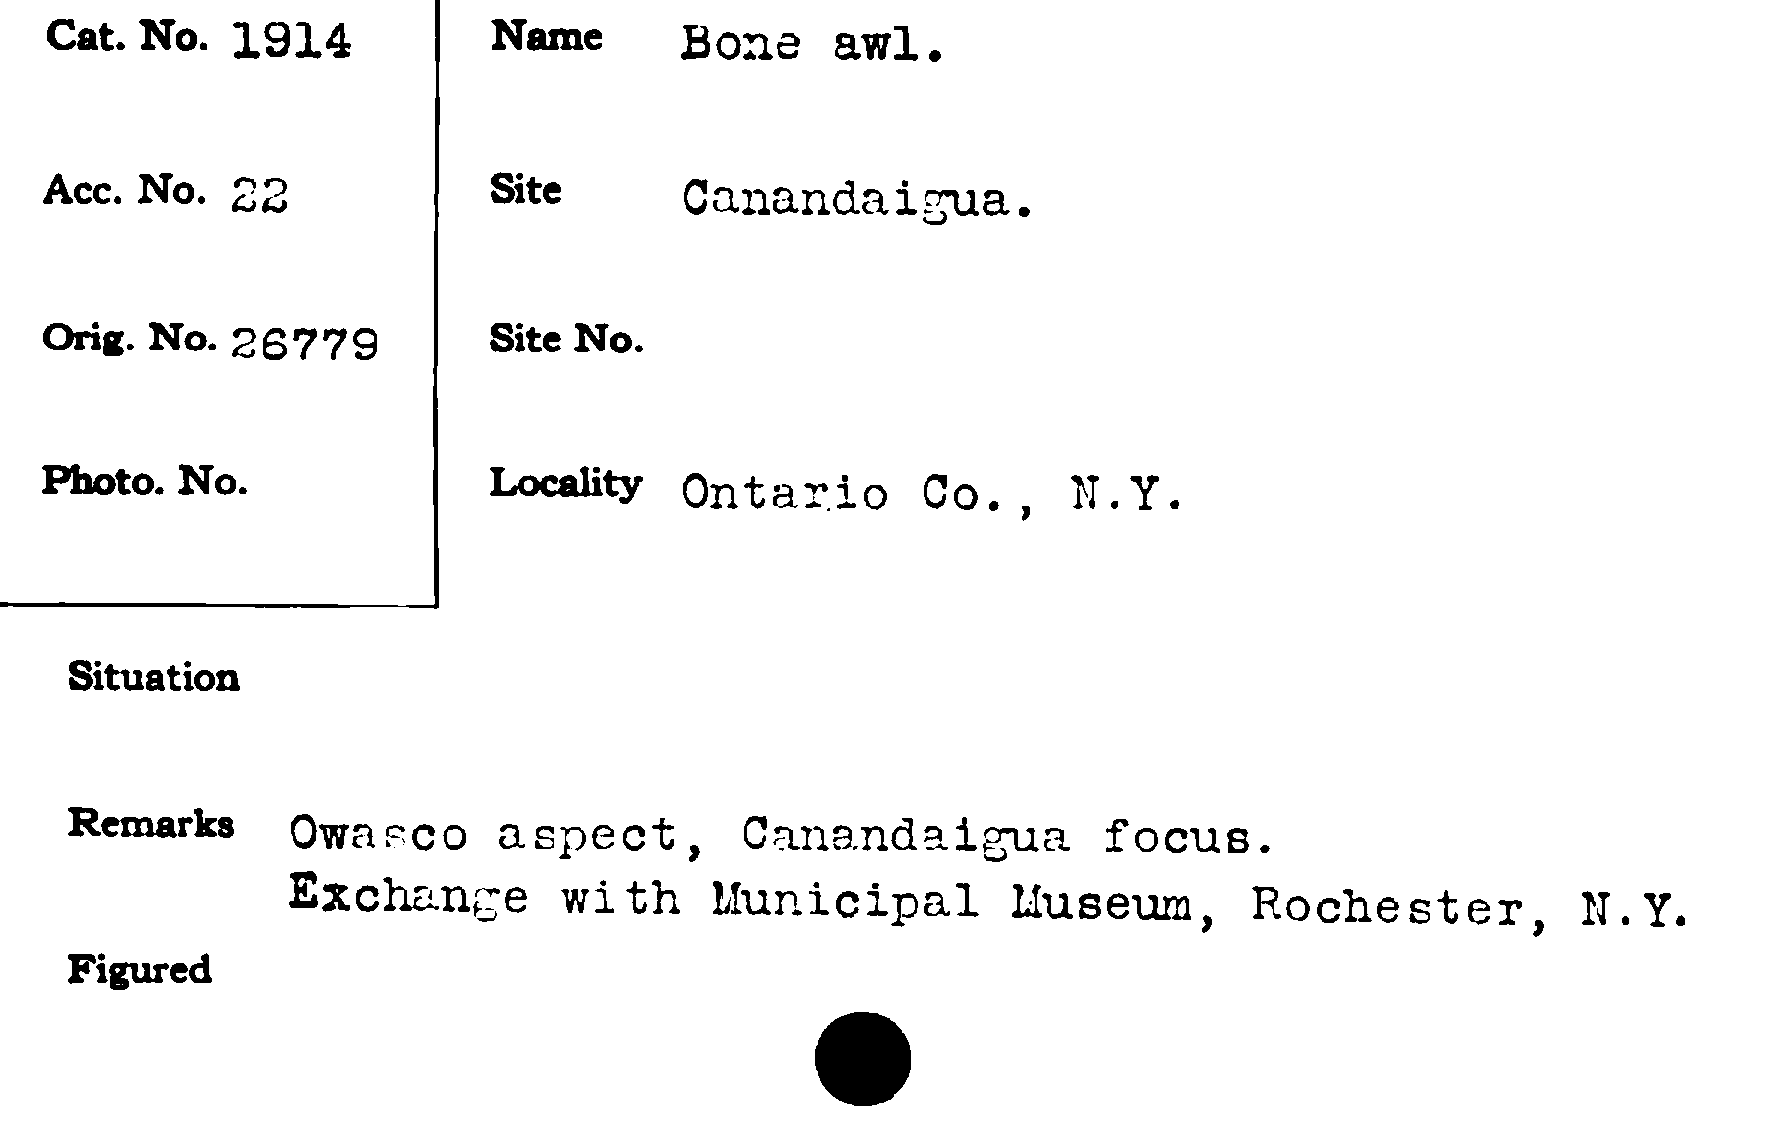 Cat. No. 1914
Name Bone awl.
Acc. No. 22
Site Canandaigua.
Orig. No. 26779
Site No.
Photo. No.
Locality Ontario Co., N.Y.
Situation
Remarks Owasco aspect, Canandaigua focus.
Exchange with Municipal Museum, Rochester, N.Y.
Figured